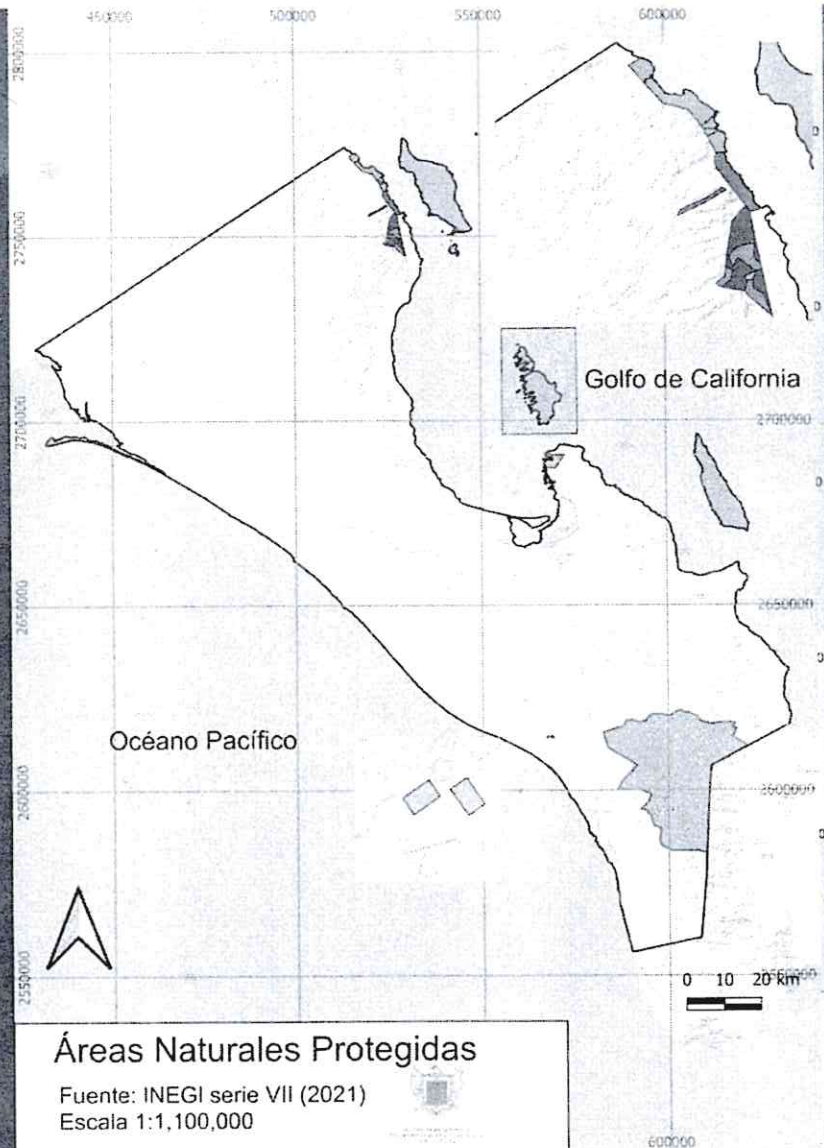 450000 500000 550000 600000
2800000
2750000
2700000
2650000
2600000
2550000
Golfo de California
2700000
2650000
Océano Pacífico
2600000
2550000
0 10 20 km
Áreas Naturales Protegidas
Fuente: INEGI serie VII (2021)
Escala 1:1,100,000
600000